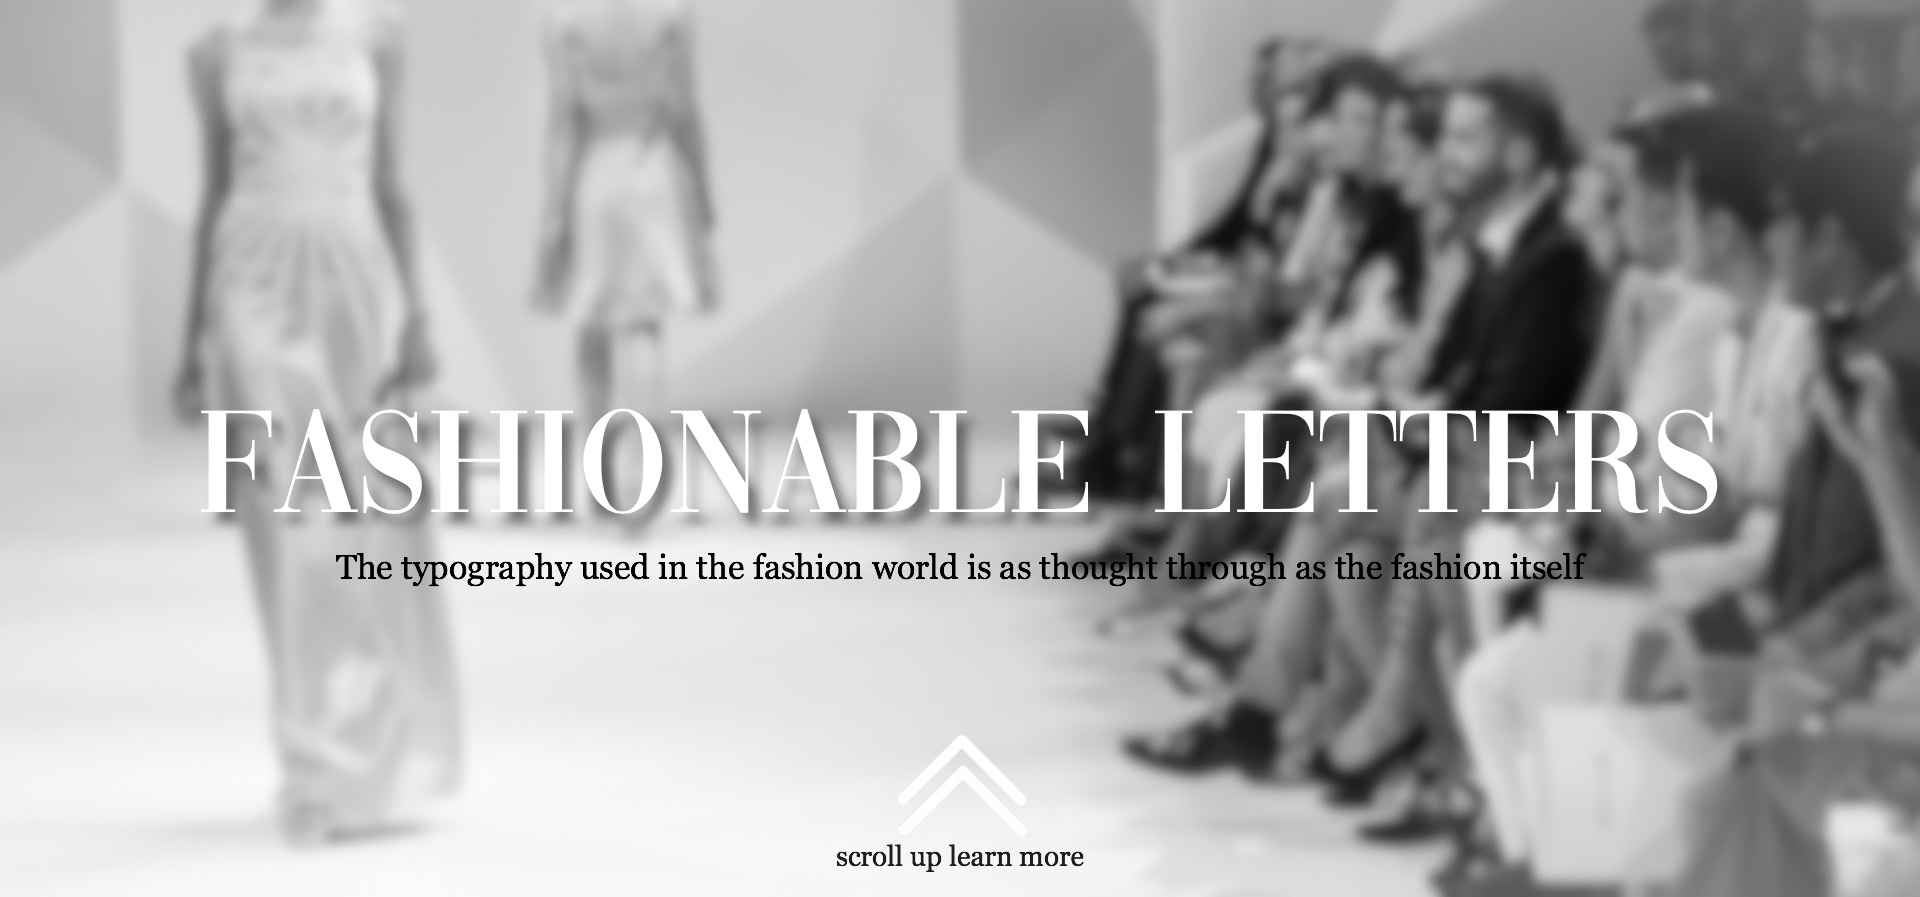 FASHIONABLE LETTERS
The typography used in the fashion world is as thought through as the fashion itself
scroll up learn more